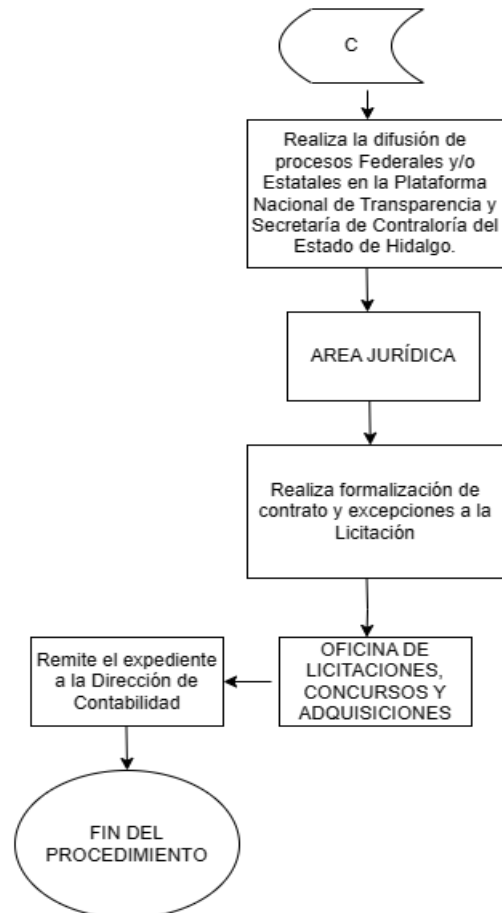 C
Realiza la difusión de
procesos Federales y/o
Estatales en la Plataforma
Nacional de Transparencia y
Secretaría de Contraloría del
Estado de Hidalgo.
AREA JURÍDICA
Realiza formalización de
contrato y excepciones a la
Licitación
OFICINA DE
LICITACIONES,
CONCURSOS Y
ADQUISICIONES
Remite el expediente
a la Dirección de
Contabilidad
FIN DEL
PROCEDIMIENTO